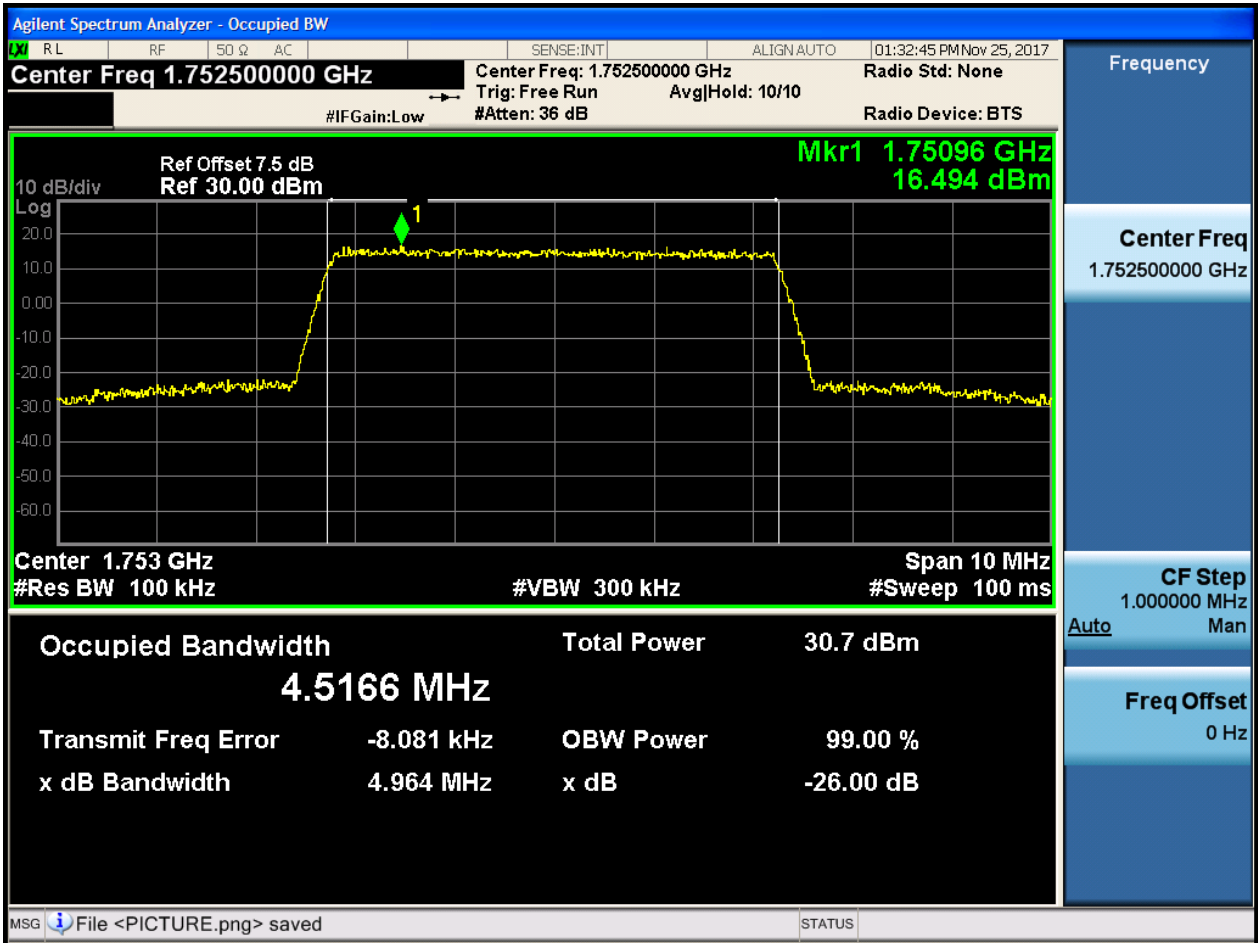 Agilent Spectrum Analyzer - Occupied BW
LXI RL RF 50 Ω AC SENSE:INT ALIGN AUTO 01:32:45 PM Nov 25, 2017
Center Freq 1.752500000 GHz
Center Freq: 1.752500000 GHz
Radio Std: None
Trig: Free Run Avg|Hold: 10/10
#IFGain:Low
#Atten: 36 dB
Radio Device: BTS
Mkr1 1.75096 GHz
16.494 dBm
Ref Offset 7.5 dB
10 dB/div Ref 30.00 dBm
Log
1
20.0
10.0
0.00
-10.0
-20.0
-30.0
-40.0
-50.0
-60.0
Center 1.753 GHz Span 10 MHz
#Res BW 100 kHz #VBW 300 kHz #Sweep 100 ms
Occupied Bandwidth Total Power 30.7 dBm
4.5166 MHz
Transmit Freq Error -8.081 kHz OBW Power 99.00 %
x dB Bandwidth 4.964 MHz x dB -26.00 dB
Frequency
Center Freq
1.752500000 GHz
CF Step
1.000000 MHz
Auto Man
Freq Offset
0 Hz
MSG File <PICTURE.png> saved STATUS